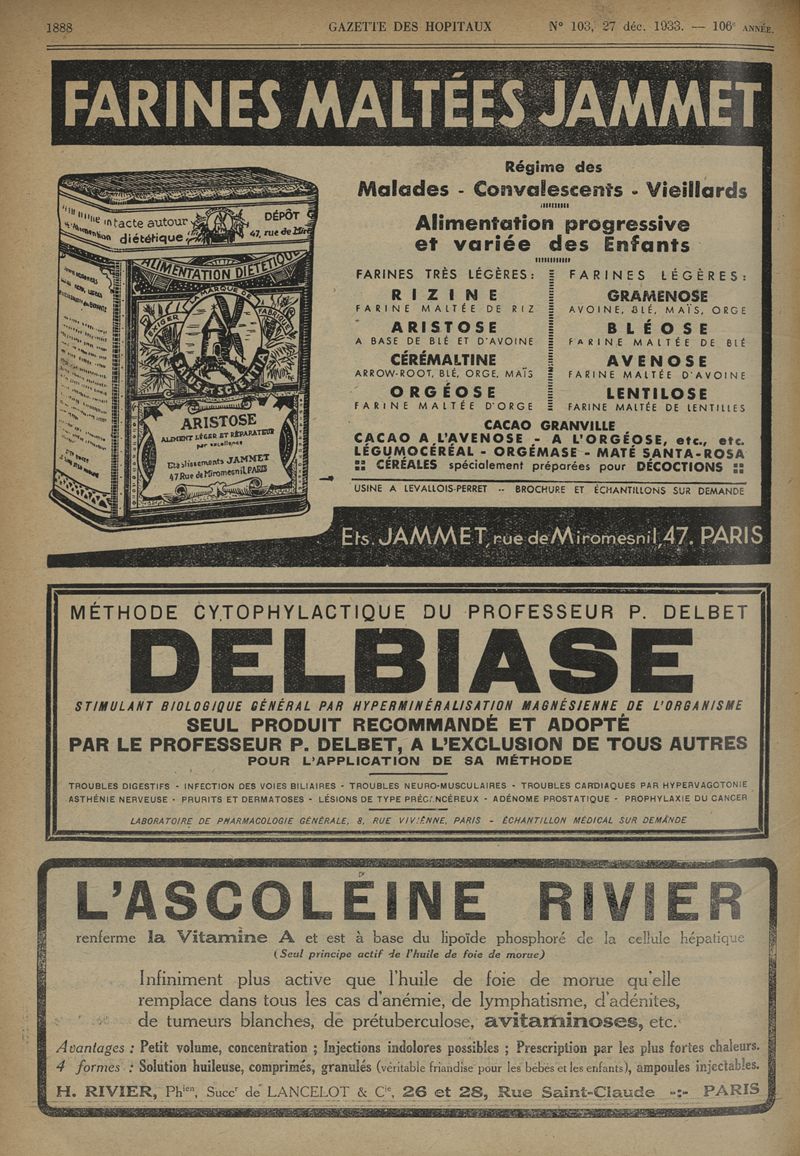 1888
GAZETTE DES HOPITAUX
N° 103, 27 déc. 1933. — 106e ANNÉE.
FARINES MALTÉES JAMMET
intacte autour
diététique
DÉPÔT
47, rue de Mir
ALIMENTATION DIÉTÉTIQUE
EXIGER LA MARQUE DE FABRIQUE
ARISTOSE
ALIMENT LÉGER ET RÉPARATEUR
par excellence
Etablissements JAMMET
47, Rue de Miromesnil, PARIS
Régime des
Malades - Convalescents - Vieillards
Alimentation progressive
et variée des Enfants
FARINES TRÈS LÉGÈRES:
RIZINE
FARINE MALTÉE DE RIZ
ARISTOSE
A BASE DE BLÉ ET D'AVOINE
CÉRÉMALTINE
ARROW-ROOT, BLÉ, ORGE, MAÏS
ORGÉOSE
FARINE MALTÉE D'ORGE
FARINES LÉGÈRES:
GRAMENOSE
AVOINE, BLÉ, MAÏS, ORGE
BLÉOSE
FARINE MALTÉE DE BLÉ
AVENOSE
FARINE MALTÉE D'AVOINE
LENTILOSE
FARINE MALTÉE DE LENTILLES
CACAO GRANVILLE
CACAO A L'AVENOSE - A L'ORGÉOSE, etc., etc.
LÉGUMOCÉRÉAL - ORGÉMASE - MATÉ SANTA-ROSA
:: CÉRÉALES spécialement préparées pour DÉCOCTIONS ::
USINE A LEVALLOIS-PERRET -- BROCHURE ET ÉCHANTILLONS SUR DEMANDE
Ets. JAMMET, rue de Miromesnil, 47. PARIS
MÉTHODE CYTOPHYLACTIQUE DU PROFESSEUR P. DELBET
DELBIASE
STIMULANT BIOLOGIQUE GÉNÉRAL PAR HYPERMINÉRALISATION MAGNÉSIENNE DE L'ORGANISME
SEUL PRODUIT RECOMMANDÉ ET ADOPTÉ
PAR LE PROFESSEUR P. DELBET, A L'EXCLUSION DE TOUS AUTRES
POUR L'APPLICATION DE SA MÉTHODE
TROUBLES DIGESTIFS - INFECTION DES VOIES BILIAIRES - TROUBLES NEURO-MUSCULAIRES - TROUBLES CARDIAQUES PAR HYPERVAGOTONIE
ASTHÉNIE NERVEUSE - PRURITS ET DERMATOSES - LÉSIONS DE TYPE PRÉCANCÉREUX - ADÉNOME PROSTATIQUE - PROPHYLAXIE DU CANCER
LABORATOIRE DE PHARMACOLOGIE GÉNÉRALE, 8, RUE VIVIENNE, PARIS - ÉCHANTILLON MÉDICAL SUR DEMANDE
L'ASCOLÉINE RIVIER
renferme la Vitamine A et est à base du lipoïde phosphoré de la cellule hépatique
(Seul principe actif de l'huile de foie de morue)
Infiniment plus active que l'huile de foie de morue qu'elle
remplace dans tous les cas d'anémie, de lymphatisme, d'adénites,
de tumeurs blanches, de prétuberculose, avitaminoses, etc.
Avantages : Petit volume, concentration ; Injections indolores possibles ; Prescription par les plus fortes chaleurs.
4 formes : Solution huileuse, comprimés, granulés (véritable friandise pour les bébés et les enfants), ampoules injectables.
H. RIVIER, Phien, Succr de LANCELOT & Cie, 26 et 28, Rue Saint-Claude -:- PARIS